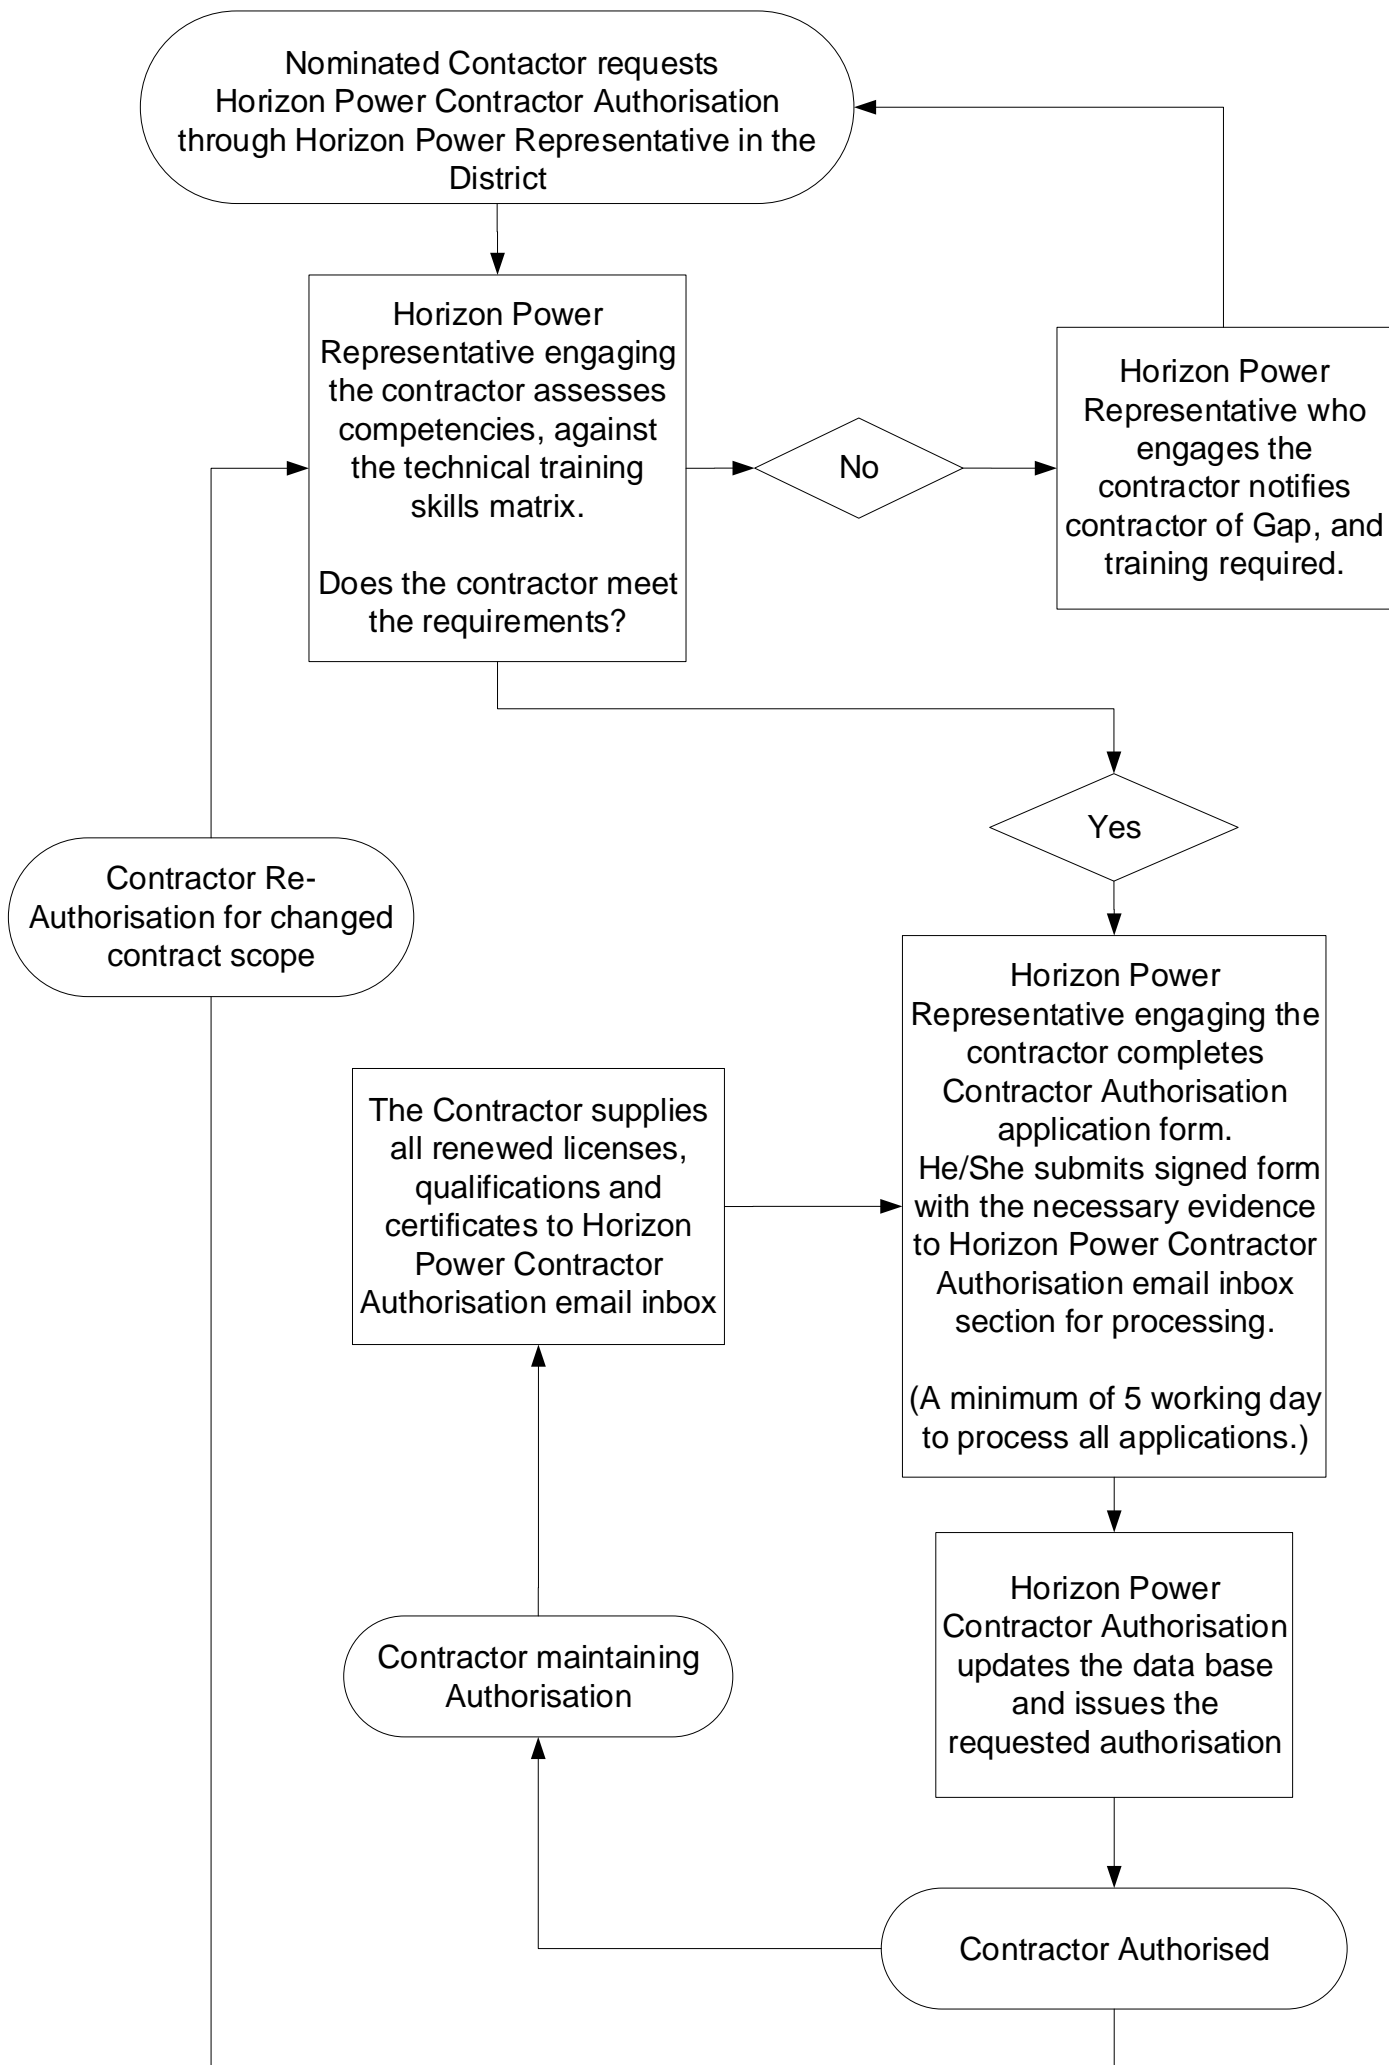 Nominated Contactor requests
Horizon Power Contractor Authorisation
through Horizon Power Representative in the
District
Horizon Power
Representative engaging
the contractor assesses
competencies, against
the technical training
skills matrix.
Does the contractor meet
the requirements?
No
Horizon Power
Representative who
engages the
contractor notifies
contractor of Gap, and
training required.
Yes
Contractor Re-
Authorisation for changed
contract scope
Horizon Power
Representative engaging the
contractor completes
Contractor Authorisation
application form.
He/She submits signed form
with the necessary evidence
to Horizon Power Contractor
Authorisation email inbox
section for processing.
(A minimum of 5 working day
to process all applications.)
The Contractor supplies
all renewed licenses,
qualifications and
certificates to Horizon
Power Contractor
Authorisation email inbox
Horizon Power
Contractor Authorisation
updates the data base
and issues the
requested authorisation
Contractor maintaining
Authorisation
Contractor Authorised